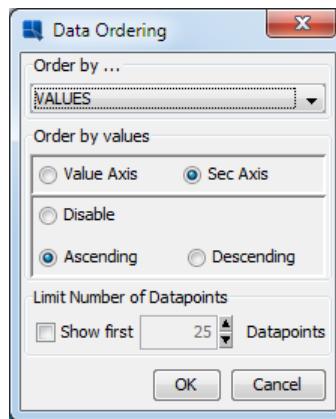 Data Ordering
Order by ...
VALUES
Order by values
Value Axis Sec Axis
Disable
Ascending Descending
Limit Number of Datapoints
Show first 25 Datapoints
OK Cancel